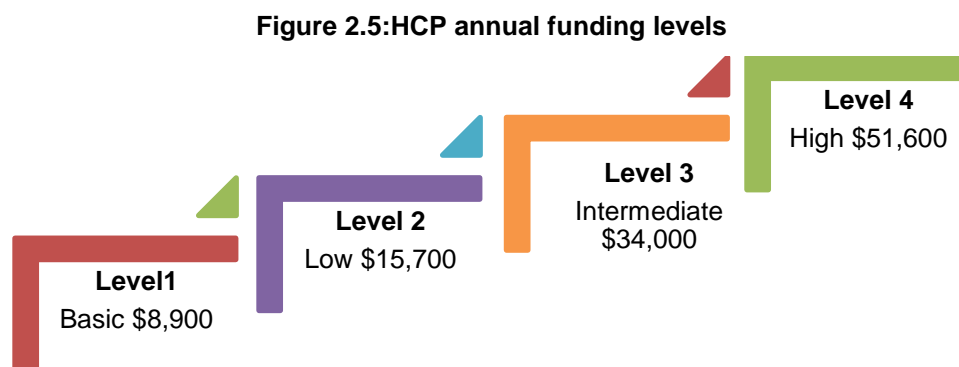 Figure 2.5:HCP annual funding levels
Level1
Basic $8,900
Level 2
Low $15,700
Level 3
Intermediate
$34,000
Level 4
High $51,600